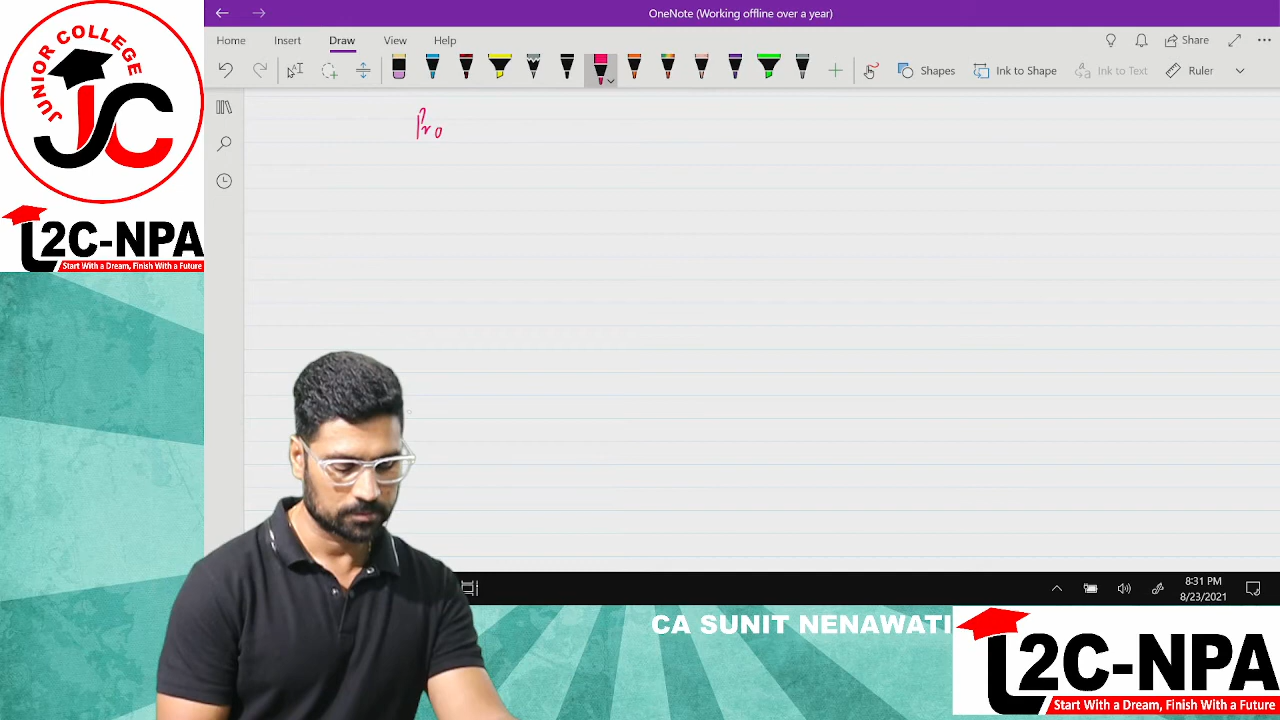 JUNIOR COLLEGE
JC
L2C-NPA
Start With a Dream, Finish With a Future
OneNote (Working offline over a year)
Home Insert Draw View Help
Share
Shapes Ink to Shape Ink to Text Ruler
Pro
8:31 PM
8/23/2021
CA SUNIT NENAWATI
L2C-NPA
Start With a Dream, Finish With a Future